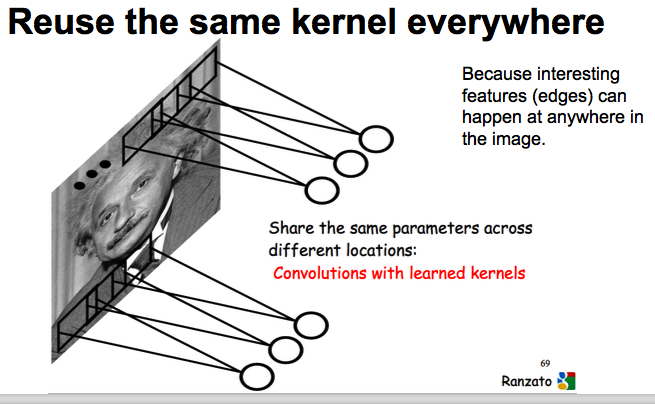 Reuse the same kernel everywhere
Because interesting
features (edges) can
happen at anywhere in
the image.
Share the same parameters across
different locations:
Convolutions with learned kernels
69
Ranzato